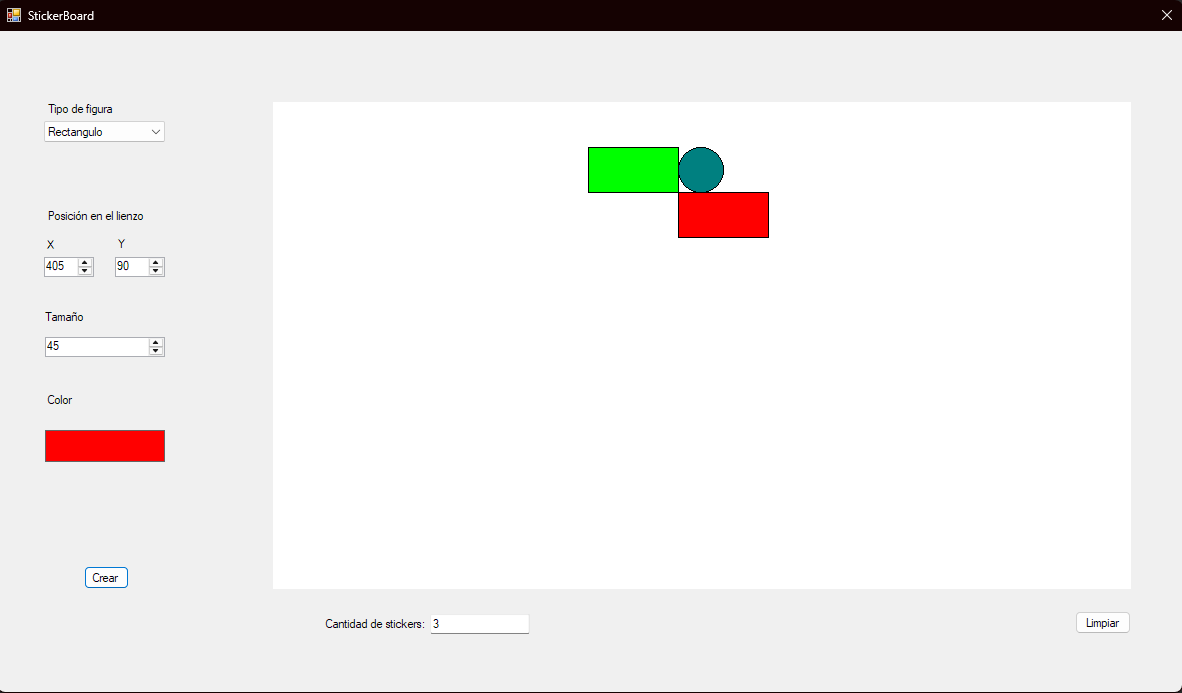 StickerBoard
Tipo de figura
Rectangulo
Posición en el lienzo
X Y
405 90
Tamaño
45
Color
Crear
Cantidad de stickers: 3
Limpiar